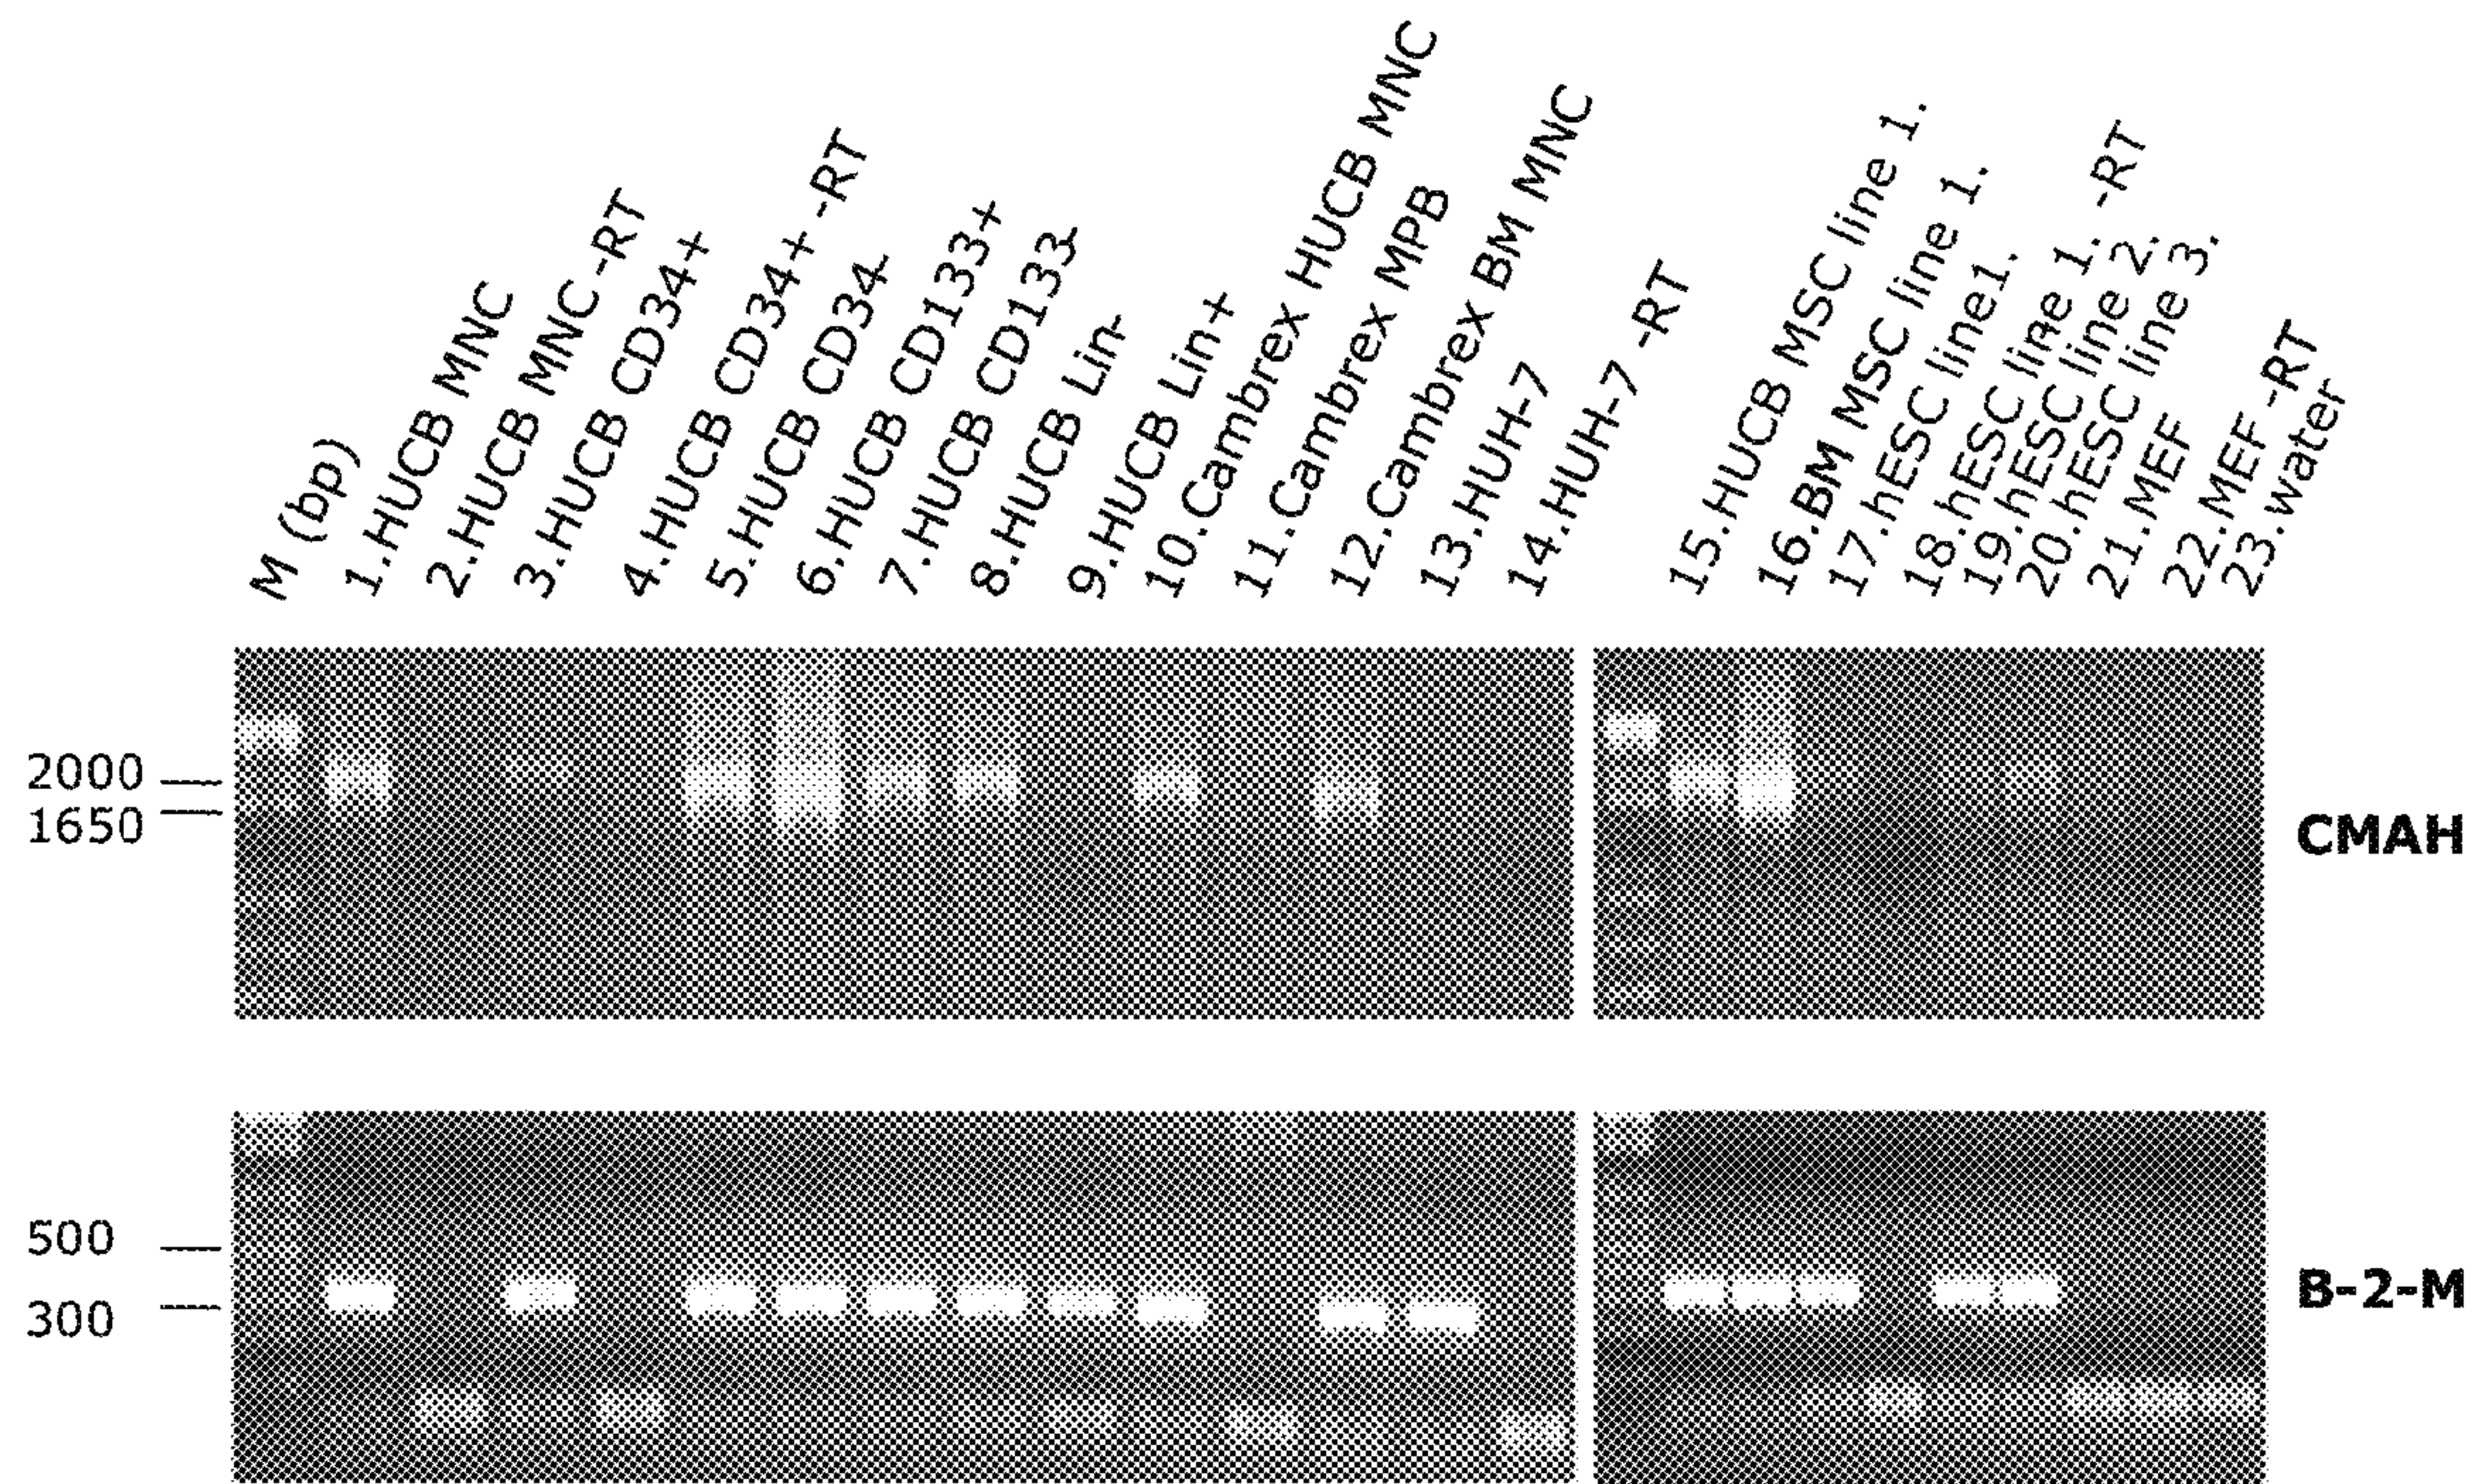 M (bp)
1.HUCB MNC
2.HUCB MNC -RT
3.HUCB CD34+
4.HUCB CD34+ -RT
5.HUCB CD34-
6.HUCB CD133+
7.HUCB CD133-
8.HUCB Lin-
9.HUCB Lin+
10.Cambrex HUCB MNC
11.Cambrex MPB
12.Cambrex BM MNC
13.HUH-7
14.HUH-7 -RT
15.HUCB MSC line 1.
16.BM MSC line 1.
17.hESC line1.
18.hESC line 1. -RT
19.hESC line 2.
20.hESC line 3.
21.MEF
22.MEF -RT
23.water
2000
1650
CMAH
500
300
B-2-M